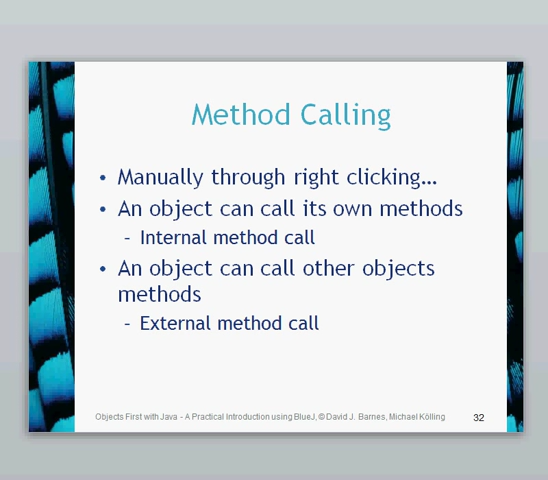 Method Calling
• Manually through right clicking…
• An object can call its own methods
- Internal method call
• An object can call other objects
methods
- External method call
Objects First with Java - A Practical Introduction using BlueJ, © David J. Barnes, Michael Kölling
32